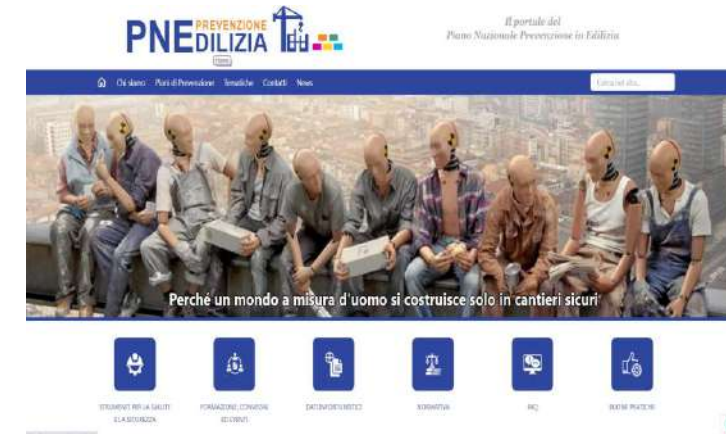 PNE PREVENZIONE
EDILIZIA
Home
Il portale del
Piano Nazionale Prevenzione in Edilizia
Chi siamo Piani di Prevenzione Tematiche Contatti News
Cerca nel sito...
Perché un mondo a misura d'uomo si costruisce solo in cantieri sicuri
STRUMENTI PER LA SALUTE
E LA SICUREZZA
FORMAZIONE, CONVEGNI
ED EVENTI
DATI INFORTUNISTICI
NORMATIVA
FAQ
BUONE PRATICHE